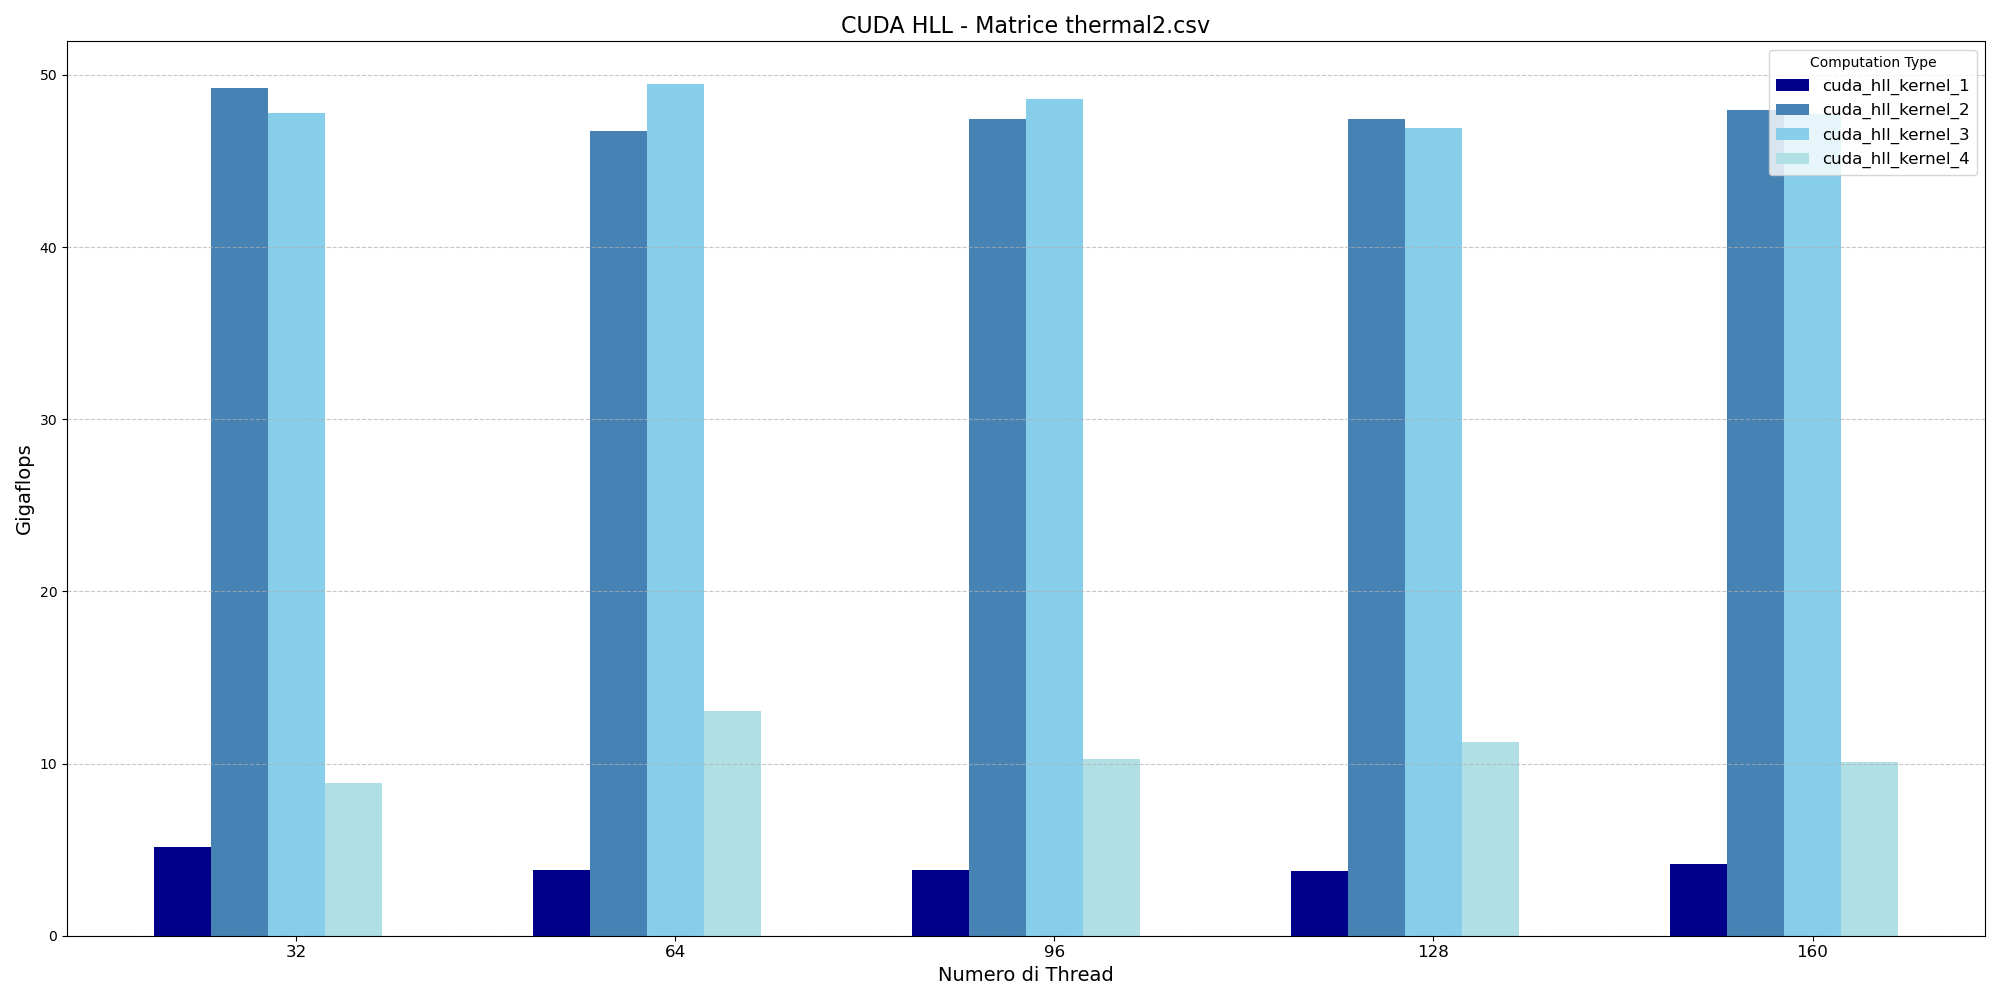 CUDA HLL - Matrice thermal2.csv
Computation Type
cuda_hll_kernel_1
cuda_hll_kernel_2
cuda_hll_kernel_3
cuda_hll_kernel_4
Gigaflops
50
40
30
20
10
0
32 64 96 128 160
Numero di Thread